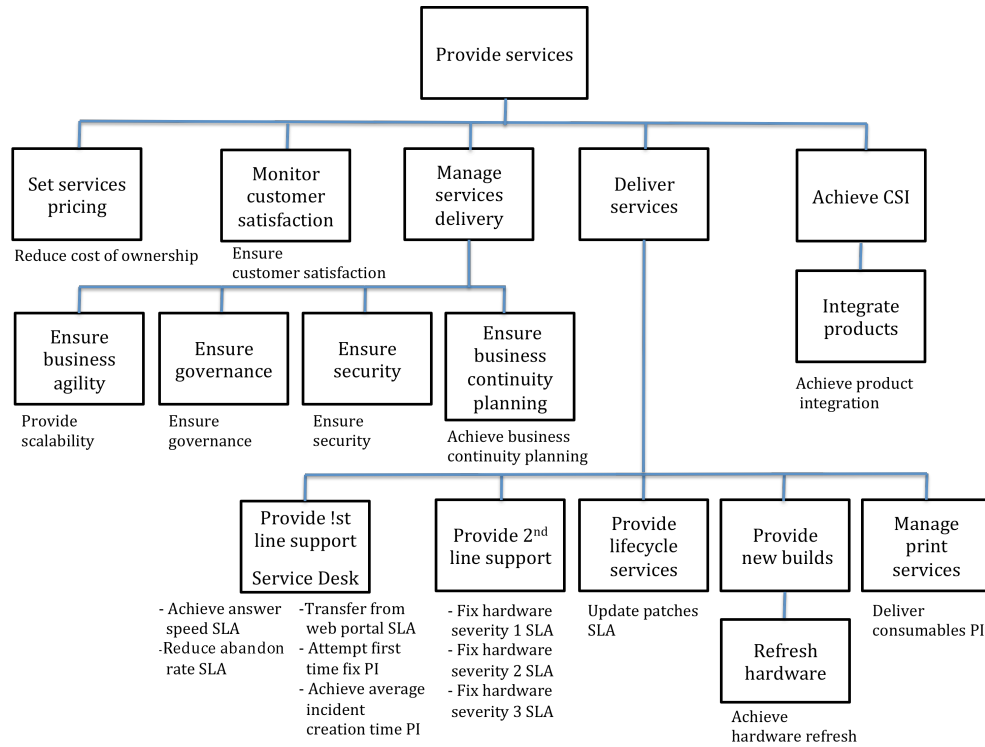 Provide services
Set services
pricing
Monitor
customer
satisfaction
Manage
services
delivery
Deliver
services
Achieve CSI
Reduce cost of ownership
Ensure
customer satisfaction
Integrate
products
Achieve product
integration
Ensure
business
agility
Ensure
governance
Ensure
security
Ensure
business
continuity
planning
Provide
scalability
Ensure
governance
Ensure
security
Achieve business
continuity planning
Provide !st
line support
Service Desk
Provide 2nd
line support
Provide
lifecycle
services
Provide
new builds
Manage
print
services
- Achieve answer
speed SLA
-Reduce abandon
rate SLA
-Transfer from
web portal SLA
- Attempt first
time fix PI
- Achieve average
incident
creation time PI
- Fix hardware
severity 1 SLA
- Fix hardware
severity 2 SLA
- Fix hardware
severity 3 SLA
Update patches
SLA
Refresh
hardware
Achieve
hardware refresh
Deliver
consumables PI